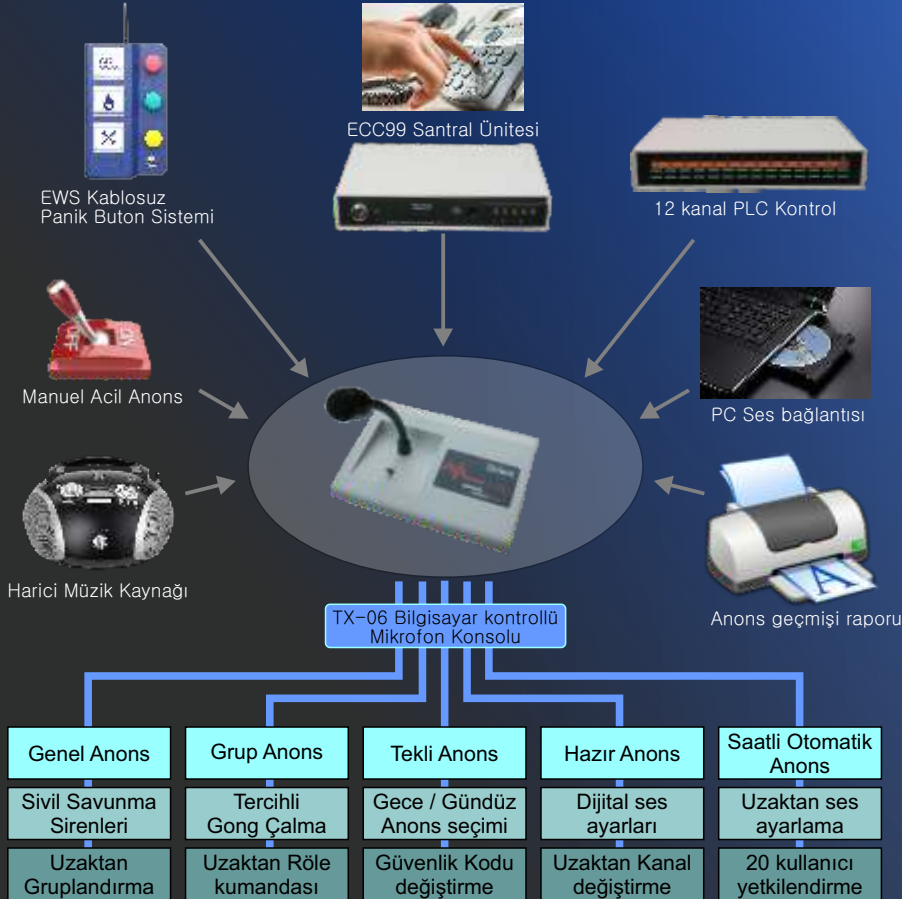 ECC99 Santral Ünitesi
EWS Kablosuz
Panik Buton Sistemi
12 kanal PLC Kontrol
OFF
ON
Manuel Acil Anons
PC Ses bağlantısı
Harici Müzik Kaynağı
A
Anons geçmişi raporu
TX-06 Bilgisayar kontrollü
Mikrofon Konsolu
Genel Anons
Grup Anons
Tekli Anons
Hazır Anons
Saatli Otomatik
Anons
Sivil Savunma
Sirenleri
Tercihli
Gong Çalma
Gece / Gündüz
Anons seçimi
Dijital ses
ayarları
Uzaktan ses
ayarlama
Uzaktan
Gruplandırma
Uzaktan Röle
kumandası
Güvenlik Kodu
değiştirme
Uzaktan Kanal
değiştirme
20 kullanıcı
yetkilendirme